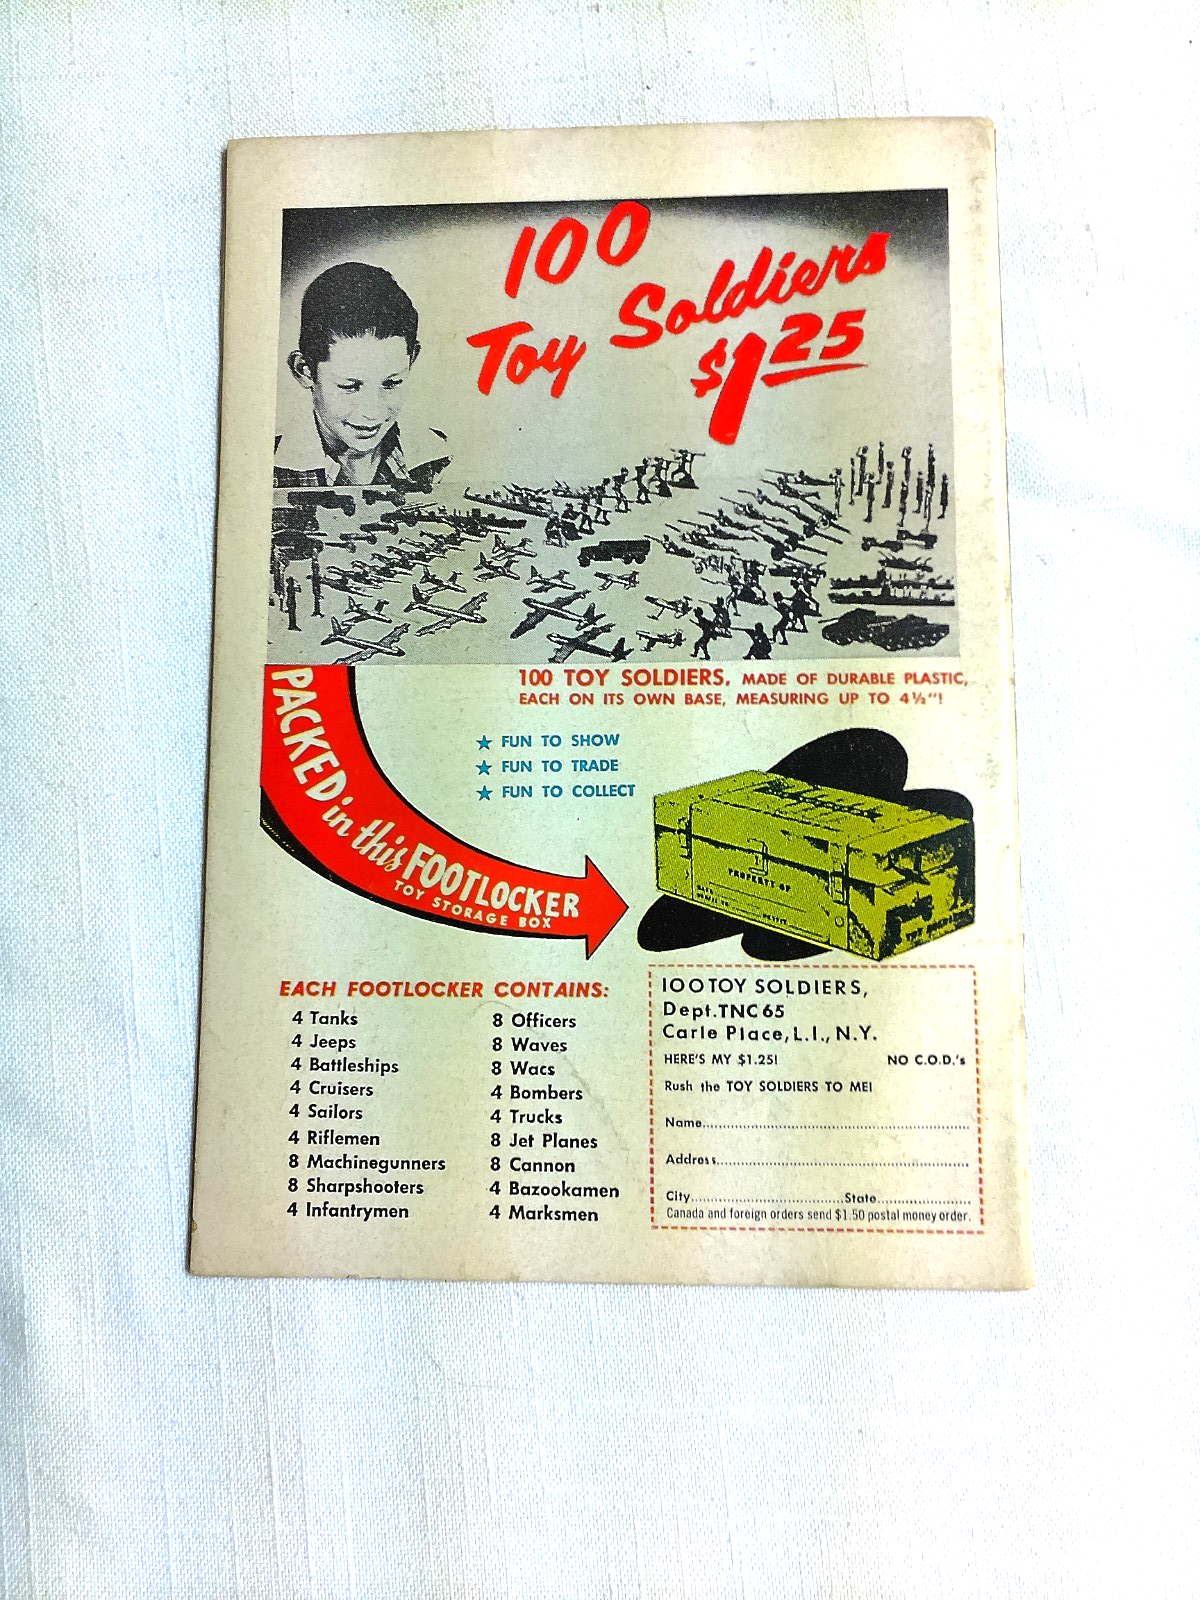 100
Toy Soldiers
$1 25
100 TOY SOLDIERS, MADE OF DURABLE PLASTIC,
EACH ON ITS OWN BASE, MEASURING UP TO 4½"!
★ FUN TO SHOW
★ FUN TO TRADE
★ FUN TO COLLECT
PACKED in this FOOTLOCKER
TOY STORAGE BOX
PROPERTY OF
TOY SOLDIERS
EACH FOOTLOCKER CONTAINS:
4 Tanks
4 Jeeps
4 Battleships
4 Cruisers
4 Sailors
4 Riflemen
8 Machinegunners
8 Sharpshooters
4 Infantrymen
8 Officers
8 Waves
8 Wacs
4 Bombers
4 Trucks
8 Jet Planes
8 Cannon
4 Bazookamen
4 Marksmen
100 TOY SOLDIERS,
Dept. TNC 65
Carle Place, L.I., N.Y.
HERE'S MY $1.25! NO C.O.D.'s
Rush the TOY SOLDIERS TO ME!
Name
Address
City State
Canada and foreign orders send $1.50 postal money order.